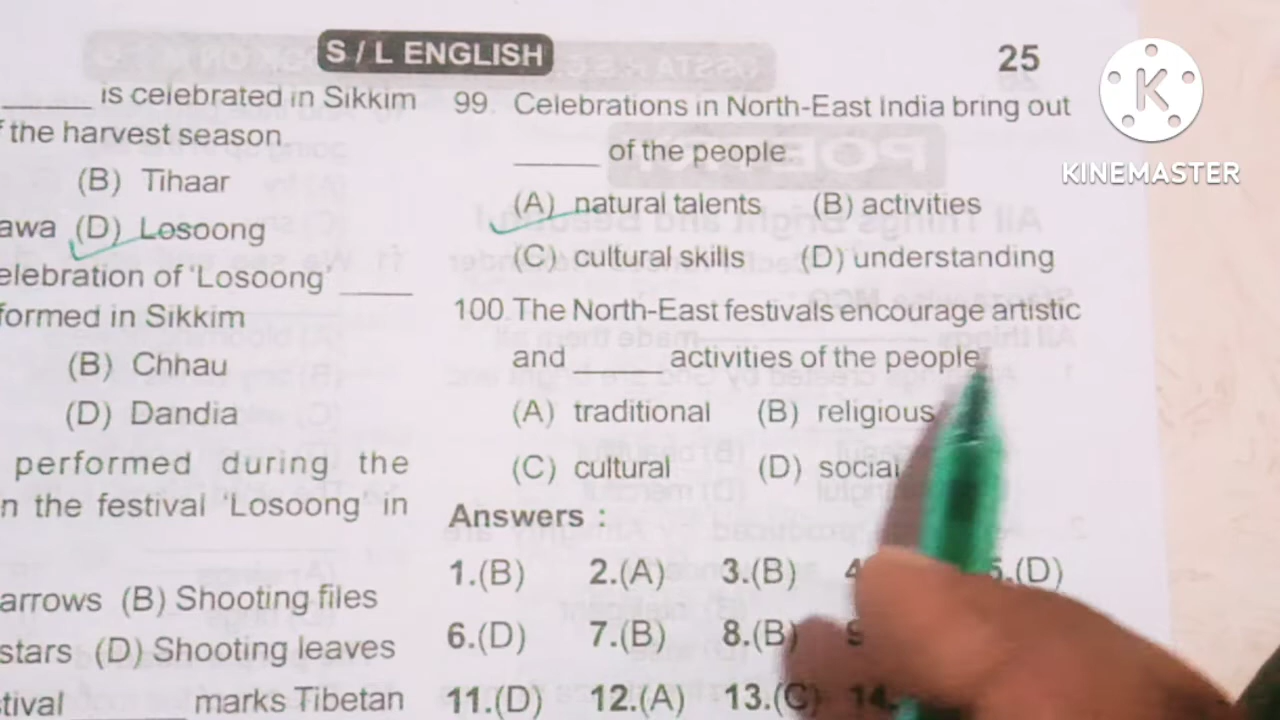 S / L ENGLISH
25
K
KINEMASTER
is celebrated in Sikkim
the harvest season.
(B) Tihaar
(D) Losoong
elebration of 'Losoong' ______
formed in Sikkim
(B) Chhau
(D) Dandia
performed during the
the festival 'Losoong' in
arrows (B) Shooting files
stars (D) Shooting leaves
______ marks Tibetan
99. Celebrations in North-East India bring out
______ of the people
(A) natural talents (B) activities
(C) cultural skills (D) understanding
100. The North-East festivals encourage artistic
and ______ activities of the people
(A) traditional (B) religious
(C) cultural (D) social
Answers :
1.(B) 2.(A) 3.(B) 5.(D)
6.(D) 7.(B) 8.(B) 9
11.(D) 12.(A) 13.(C) 14.